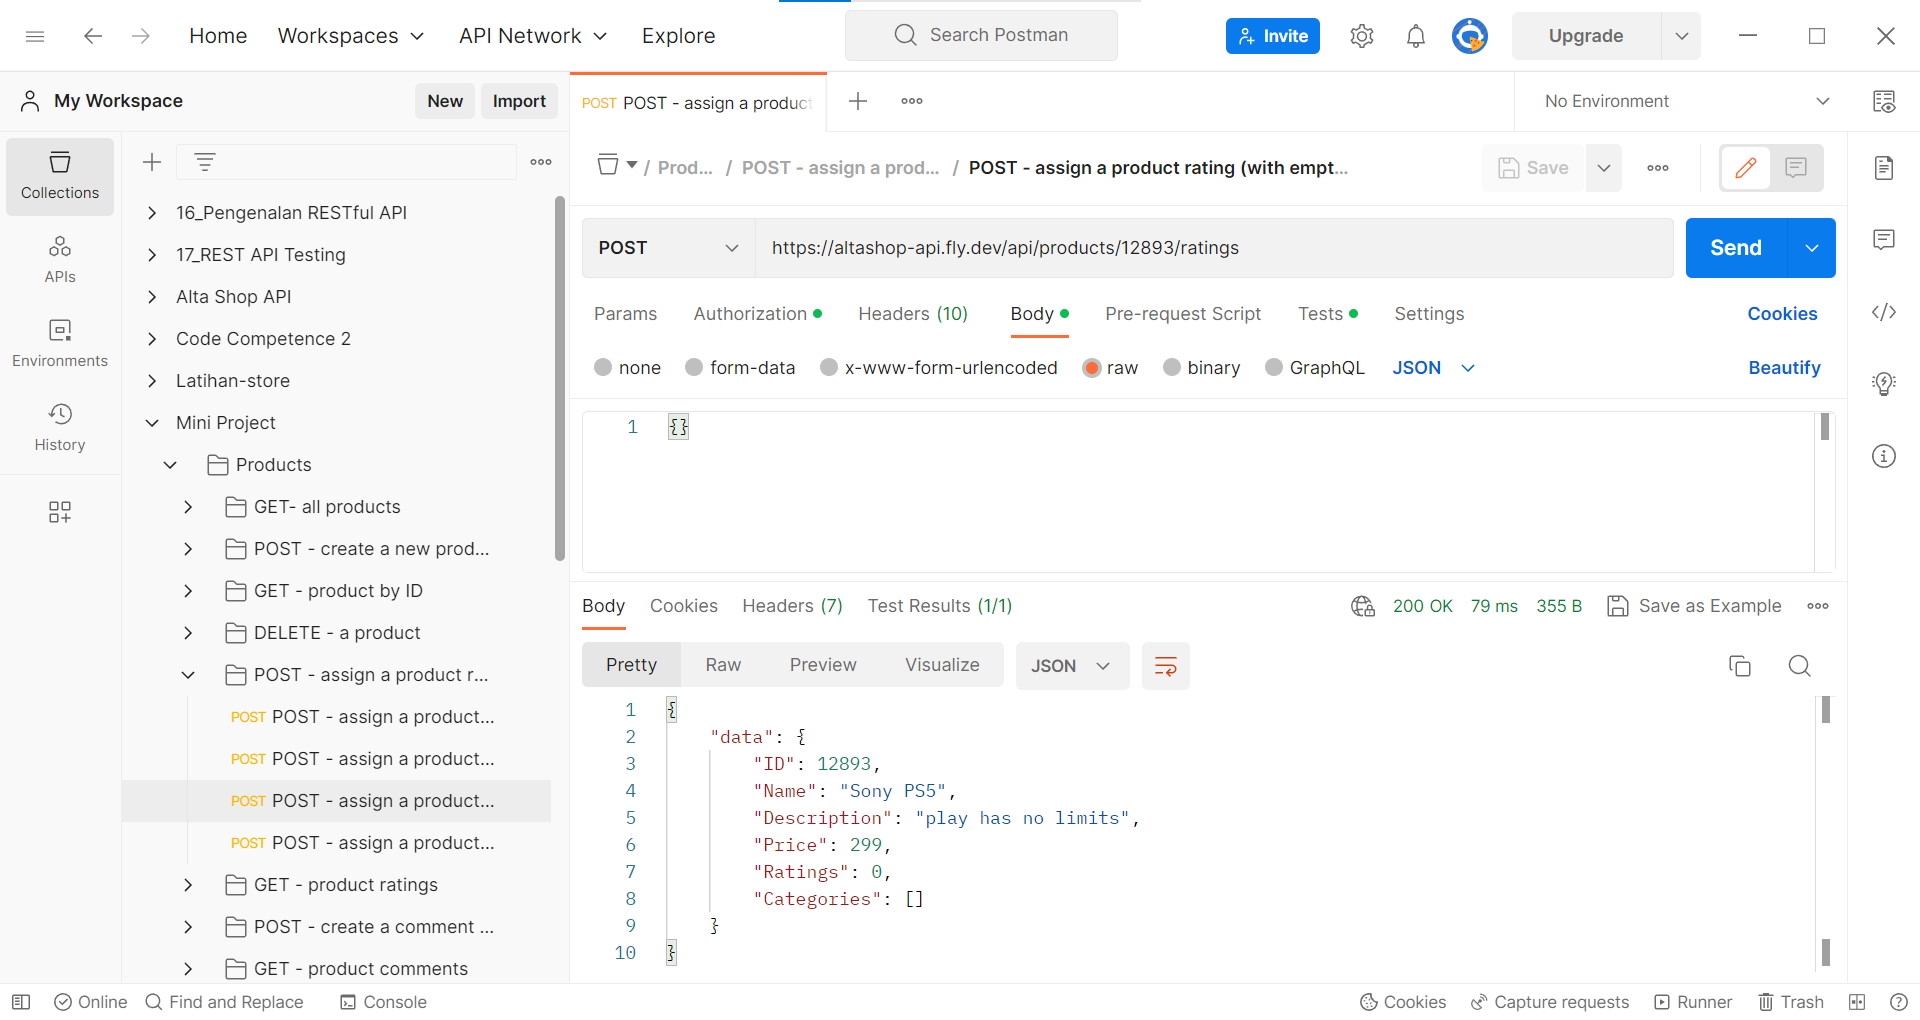 Home Workspaces API Network Explore Search Postman Invite Upgrade
My Workspace New Import
POST POST - assign a product No Environment
Collections
APIs
Environments
History
16_Pengenalan RESTful API
17_REST API Testing
Alta Shop API
Code Competence 2
Latihan-store
Mini Project
Products
GET- all products
POST - create a new prod...
GET - product by ID
DELETE - a product
POST - assign a product r...
POST POST - assign a product...
POST POST - assign a product...
POST POST - assign a product...
POST POST - assign a product...
GET - product ratings
POST - create a comment ...
GET - product comments
/ Prod... / POST - assign a prod... / POST - assign a product rating (with empt... Save
POST https://altashop-api.fly.dev/api/products/12893/ratings Send
Params Authorization Headers (10) Body Pre-request Script Tests Settings Cookies
none form-data x-www-form-urlencoded raw binary GraphQL JSON Beautify
1 {}
Body Cookies Headers (7) Test Results (1/1) 200 OK 79 ms 355 B Save as Example
Pretty Raw Preview Visualize JSON
1 {
2 "data": {
3 "ID": 12893,
4 "Name": "Sony PS5",
5 "Description": "play has no limits",
6 "Price": 299,
7 "Ratings": 0,
8 "Categories": []
9 }
10 }
Online Find and Replace Console Cookies Capture requests Runner Trash